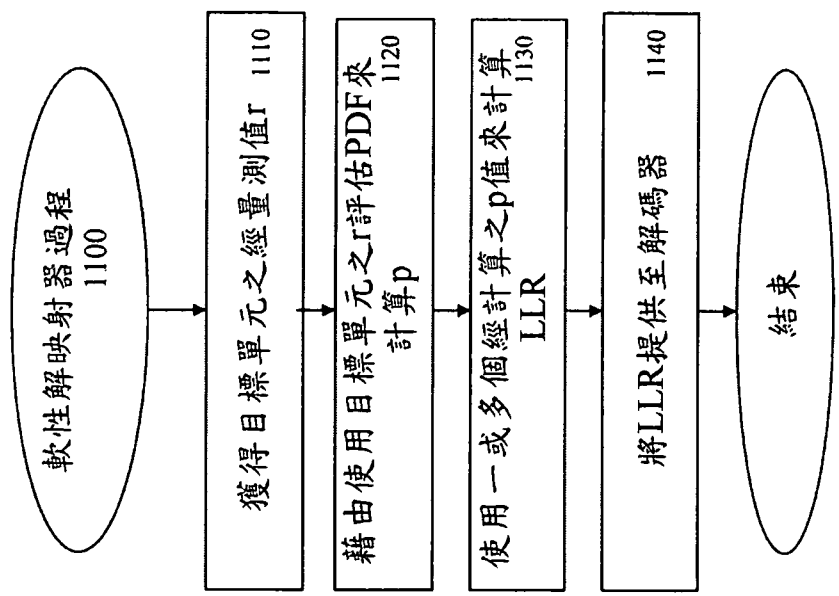 軟性解映射器過程
1100
獲得目標單元之經量測值r
1110
藉由使用目標單元之r評估PDF來
計算p
1120
使用一或多個經計算之p值來計算
LLR
1130
將LLR提供至解碼器
1140
結束